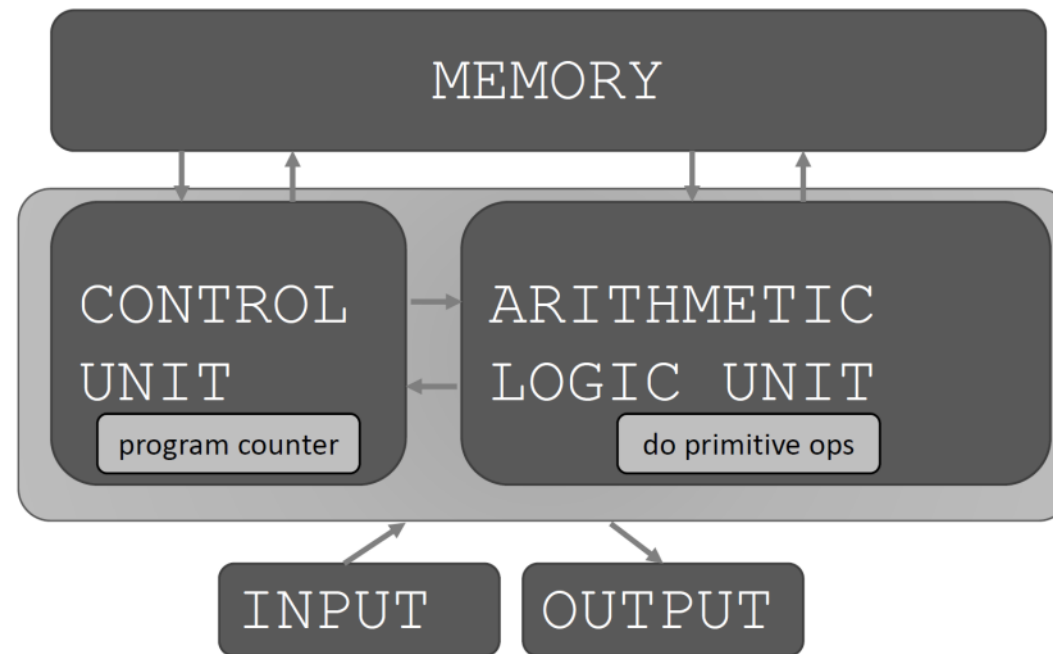 MEMORY
CONTROL
UNIT
program counter
ARITHMETIC
LOGIC UNIT
do primitive ops
INPUT
OUTPUT